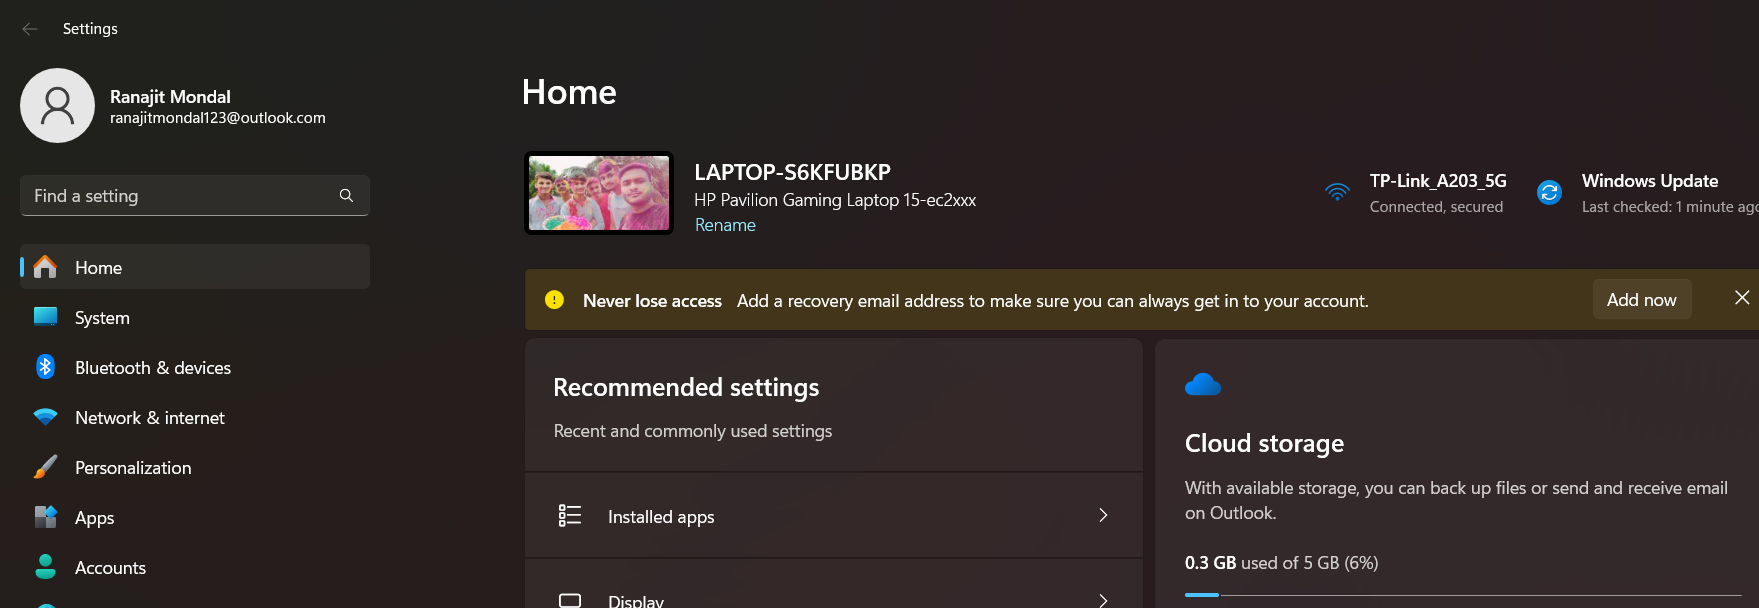 Settings
Ranajit Mondal
ranajitmondal123@outlook.com
Find a setting
Home
System
Bluetooth & devices
Network & internet
Personalization
Apps
Accounts
Home
LAPTOP-S6KFUBKP
HP Pavilion Gaming Laptop 15-ec2xxx
Rename
TP-Link_A203_5G
Connected, secured
Windows Update
Last checked: 1 minute ago
Never lose access Add a recovery email address to make sure you can always get in to your account.
Add now
Recommended settings
Recent and commonly used settings
Installed apps
Display
Cloud storage
With available storage, you can back up files or send and receive email
on Outlook.
0.3 GB used of 5 GB (6%)